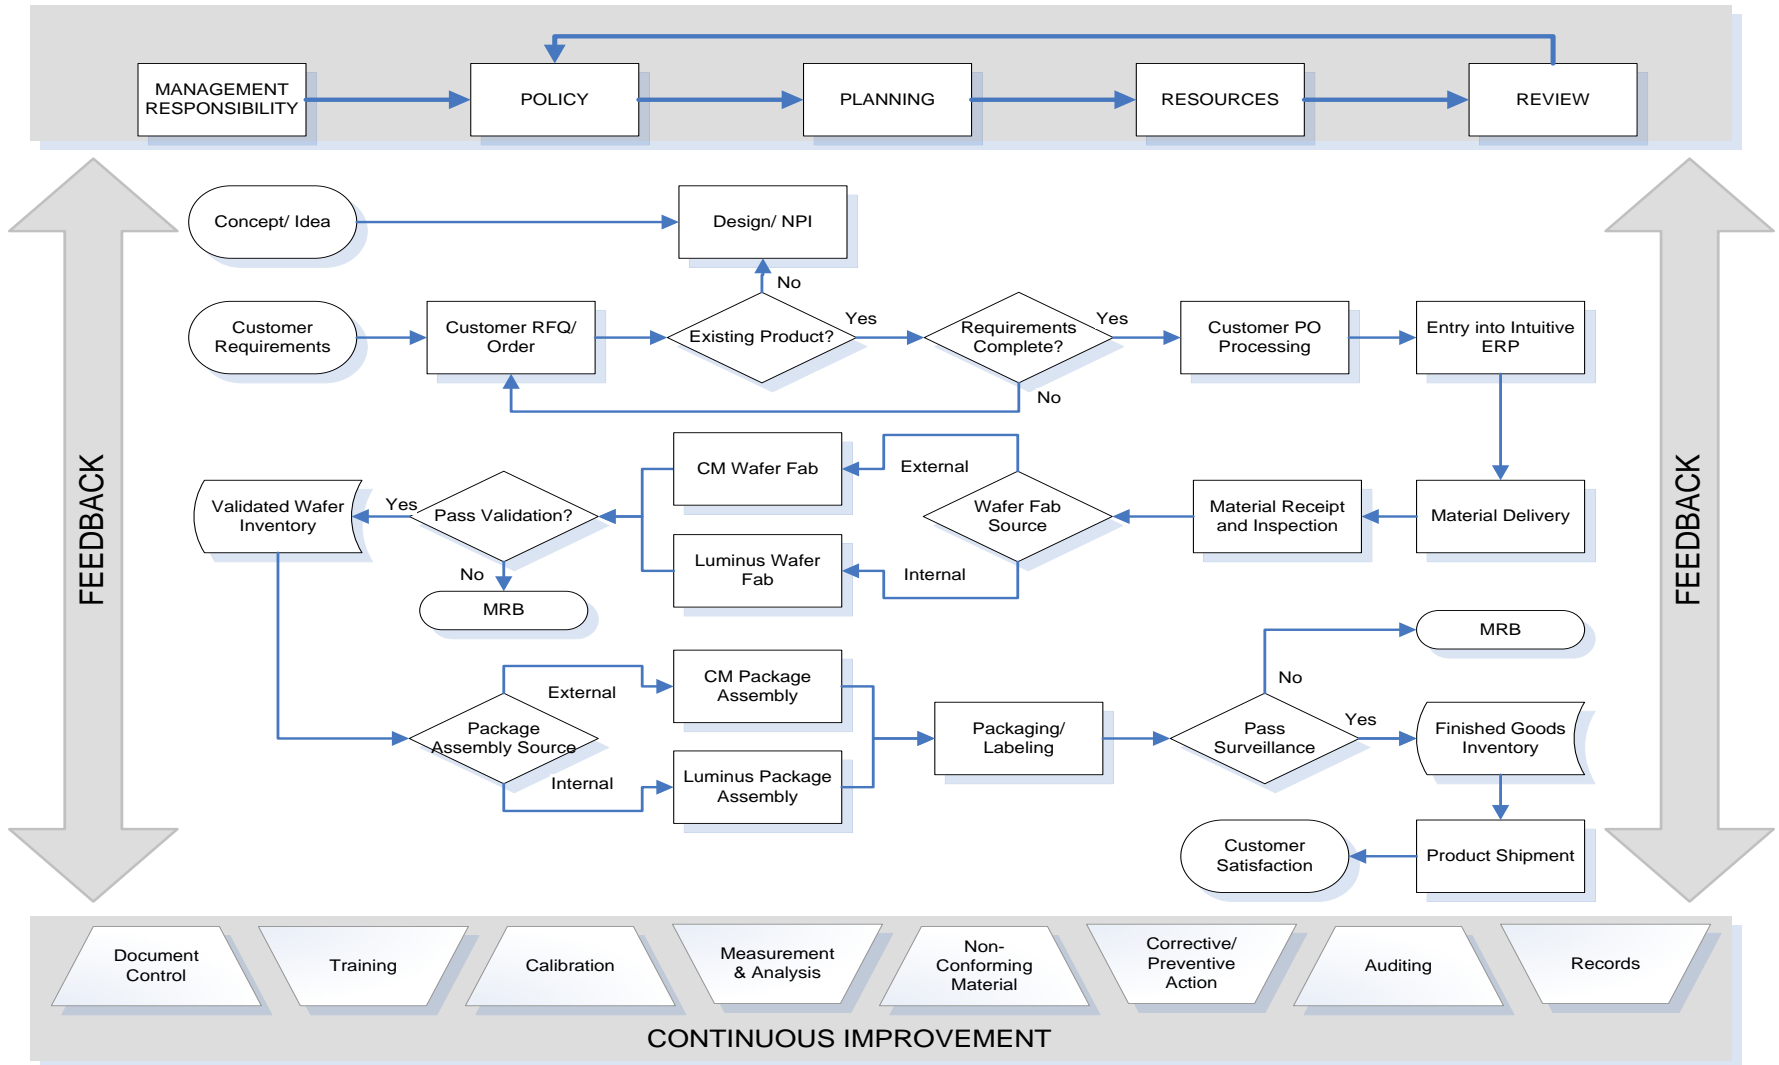 MANAGEMENT
RESPONSIBILITY
POLICY
PLANNING
RESOURCES
REVIEW
Concept/ Idea
Design/ NPI
No
Customer
Requirements
Customer RFQ/
Order
Existing Product?
Yes
Requirements
Complete?
Yes
No
Customer PO
Processing
Entry into Intuitive
ERP
FEEDBACK
Validated Wafer
Inventory
Yes
Pass Validation?
No
MRB
CM Wafer Fab
Luminus Wafer
Fab
External
Internal
Wafer Fab
Source
Material Receipt
and Inspection
Material Delivery
FEEDBACK
MRB
Package
Assembly Source
External
Internal
CM Package
Assembly
Luminus Package
Assembly
Packaging/
Labeling
No
Pass
Surveillance
Yes
Finished Goods
Inventory
Customer
Satisfaction
Product Shipment
Document
Control
Training
Calibration
Measurement
& Analysis
Non-
Conforming
Material
Corrective/
Preventive
Action
Auditing
Records
CONTINUOUS IMPROVEMENT